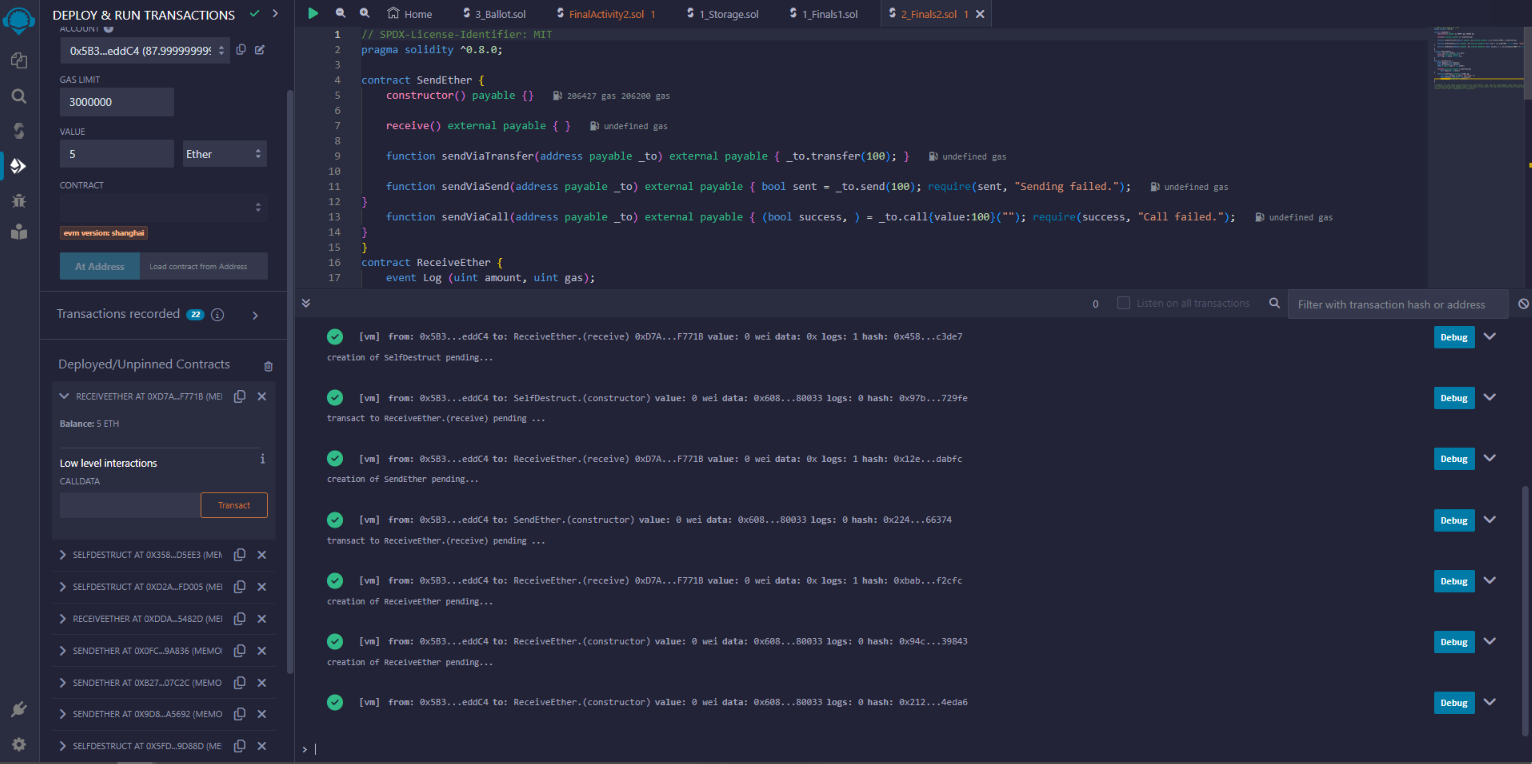 DEPLOY & RUN TRANSACTIONS
ACCOUNT
0x5B3...eddC4 (87.999999999
GAS LIMIT
3000000
VALUE
5
Ether
CONTRACT
evm version: shanghai
At Address
Load contract from Address
Transactions recorded 22 i
Deployed/Unpinned Contracts
RECEIVEETHER AT 0XD7A...F771B (MEI
Balance: 5 ETH
Low level interactions
CALLDATA
Transact
SELFDESTRUCT AT 0X358...D5EE3 (MEM
SELFDESTRUCT AT 0XD2A...FD005 (MEI
RECEIVEETHER AT 0XDDA...5482D (MEI
SENDETHER AT 0X0FC...9A836 (MEMO
SENDETHER AT 0XB27...07C2C (MEMO
SENDETHER AT 0X9D8...A5692 (MEMO
SELFDESTRUCT AT 0X5FD...9D88D (ME
Home
3_Ballot.sol
FinalActivity2.sol 1
1_Storage.sol
1_Finals1.sol
2_Finals2.sol 1
1 // SPDX-License-Identifier: MIT
2 pragma solidity ^0.8.0;
3
4 contract SendEther {
5 constructor() payable {} 206427 gas 206200 gas
6
7 receive() external payable { } undefined gas
8
9 function sendViaTransfer(address payable _to) external payable { _to.transfer(100); } undefined gas
10
11 function sendViaSend(address payable _to) external payable { bool sent = _to.send(100); require(sent, "Sending failed."); undefined gas
12 }
13 function sendViaCall(address payable _to) external payable { (bool success, ) = _to.call{value:100}(""); require(success, "Call failed."); undefined gas
14 }
15 }
16 contract ReceiveEther {
17 event Log (uint amount, uint gas);
0
Listen on all transactions
Filter with transaction hash or address
[vm] from: 0x5B3...eddC4 to: ReceiveEther.(receive) 0xD7A...F771B value: 0 wei data: 0x logs: 1 hash: 0x458...c3de7
Debug
creation of SelfDestruct pending...
[vm] from: 0x5B3...eddC4 to: SelfDestruct.(constructor) value: 0 wei data: 0x608...80033 logs: 0 hash: 0x97b...729fe
Debug
transact to ReceiveEther.(receive) pending ...
[vm] from: 0x5B3...eddC4 to: ReceiveEther.(receive) 0xD7A...F771B value: 0 wei data: 0x logs: 1 hash: 0x12e...dabfc
Debug
creation of SendEther pending...
[vm] from: 0x5B3...eddC4 to: SendEther.(constructor) value: 0 wei data: 0x608...80033 logs: 0 hash: 0x224...66374
Debug
transact to ReceiveEther.(receive) pending ...
[vm] from: 0x5B3...eddC4 to: ReceiveEther.(receive) 0xD7A...F771B value: 0 wei data: 0x logs: 1 hash: 0xbab...f2cfc
Debug
creation of ReceiveEther pending...
[vm] from: 0x5B3...eddC4 to: ReceiveEther.(constructor) value: 0 wei data: 0x608...80033 logs: 0 hash: 0x94c...39843
Debug
creation of ReceiveEther pending...
[vm] from: 0x5B3...eddC4 to: ReceiveEther.(constructor) value: 0 wei data: 0x608...80033 logs: 0 hash: 0x212...4eda6
Debug
>